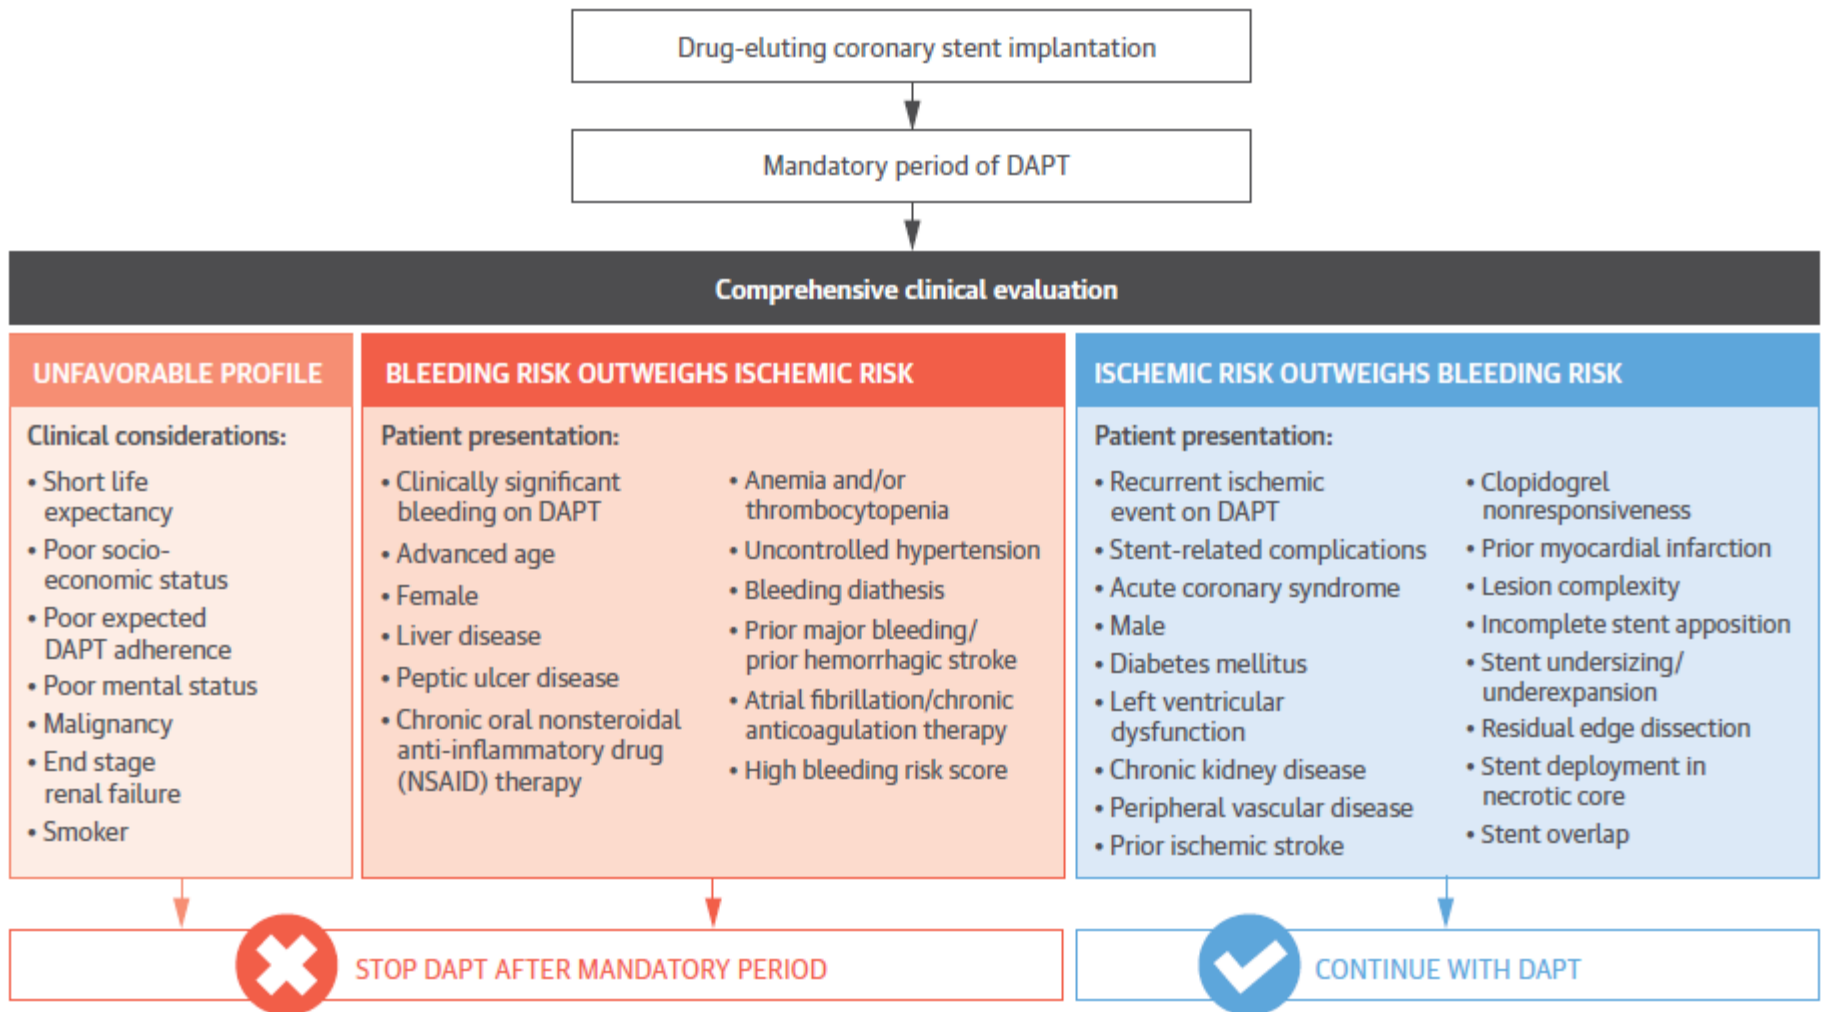 Drug-eluting coronary stent implantation
Mandatory period of DAPT
Comprehensive clinical evaluation
UNFAVORABLE PROFILE
Clinical considerations:
• Short life
expectancy
• Poor socio-
economic status
• Poor expected
DAPT adherence
• Poor mental status
• Malignancy
• End stage
renal failure
• Smoker
BLEEDING RISK OUTWEIGHS ISCHEMIC RISK
Patient presentation:
• Clinically significant
bleeding on DAPT
• Advanced age
• Female
• Liver disease
• Peptic ulcer disease
• Chronic oral nonsteroidal
anti-inflammatory drug
(NSAID) therapy
• Anemia and/or
thrombocytopenia
• Uncontrolled hypertension
• Bleeding diathesis
• Prior major bleeding/
prior hemorrhagic stroke
• Atrial fibrillation/chronic
anticoagulation therapy
• High bleeding risk score
ISCHEMIC RISK OUTWEIGHS BLEEDING RISK
Patient presentation:
• Recurrent ischemic
event on DAPT
• Stent-related complications
• Acute coronary syndrome
• Male
• Diabetes mellitus
• Left ventricular
dysfunction
• Chronic kidney disease
• Peripheral vascular disease
• Prior ischemic stroke
• Clopidogrel
nonresponsiveness
• Prior myocardial infarction
• Lesion complexity
• Incomplete stent apposition
• Stent undersizing/
underexpansion
• Residual edge dissection
• Stent deployment in
necrotic core
• Stent overlap
STOP DAPT AFTER MANDATORY PERIOD
CONTINUE WITH DAPT